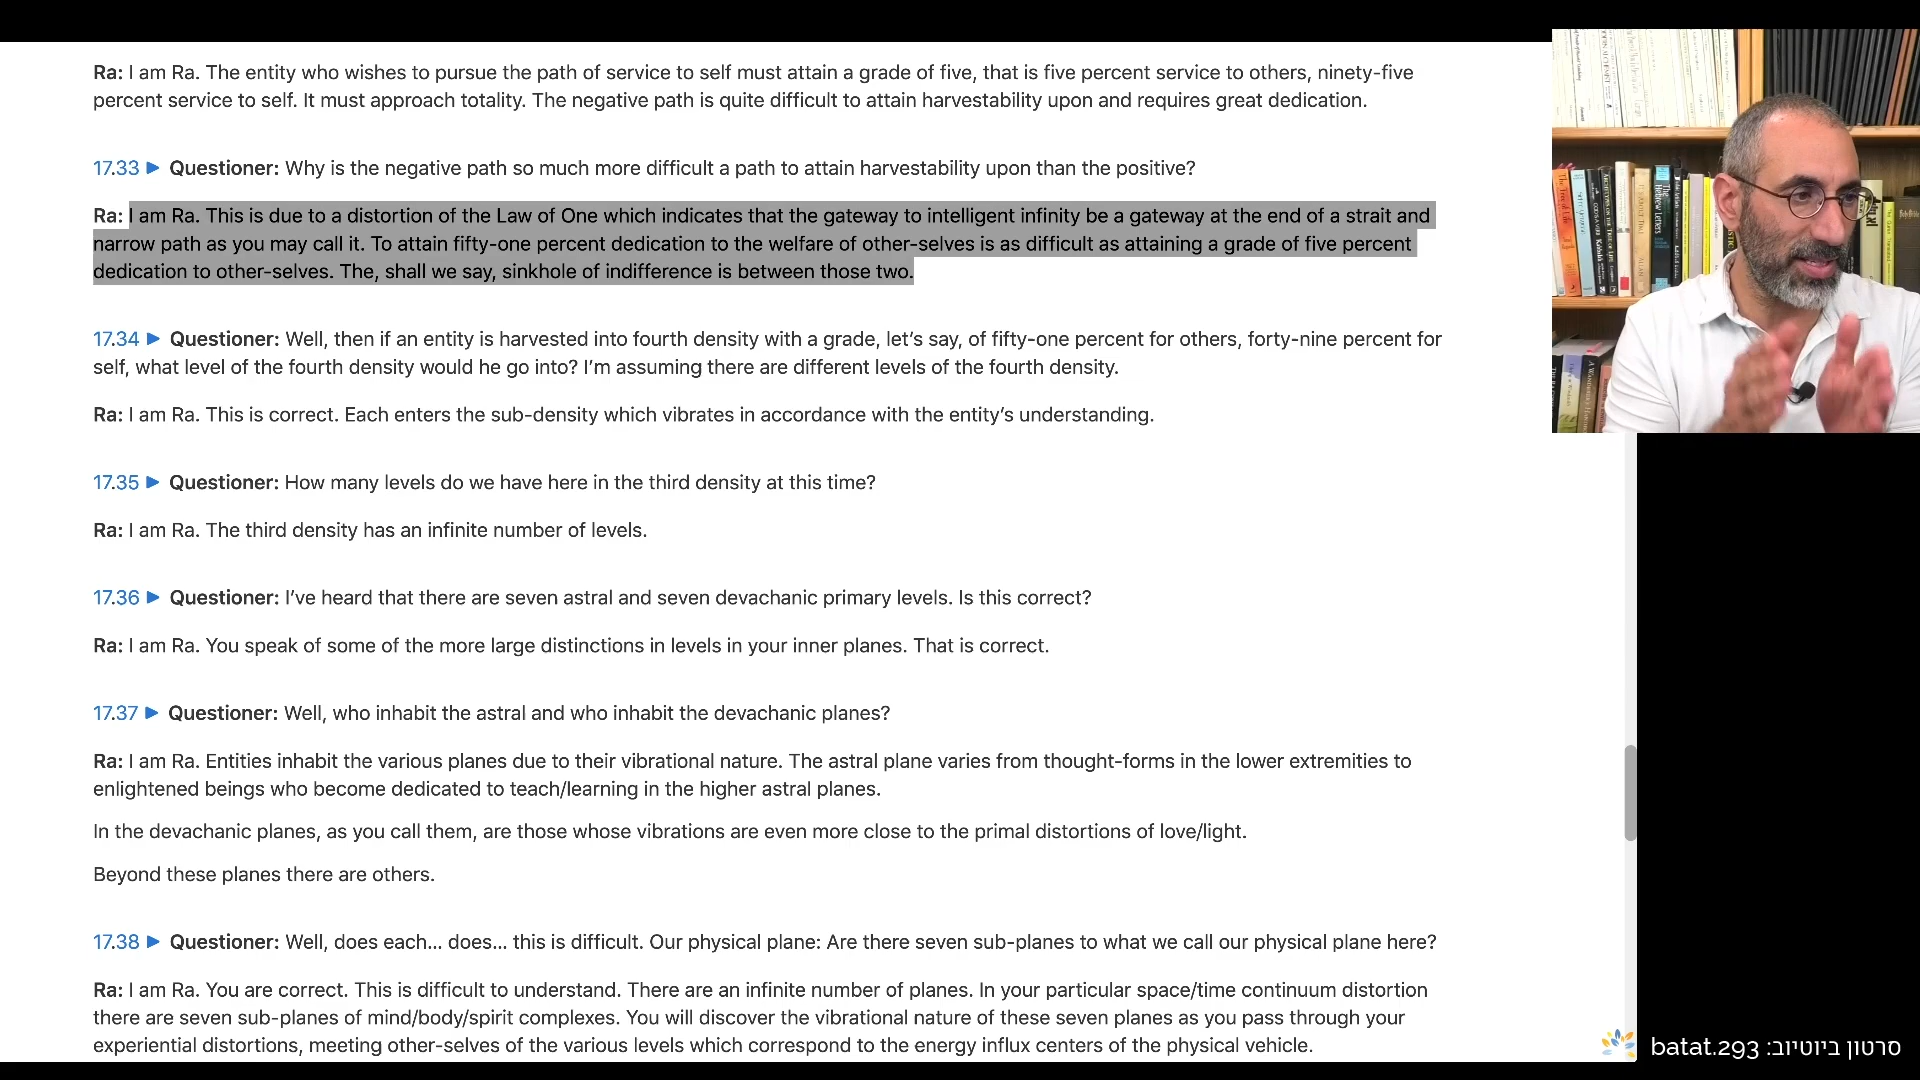 Ra: I am Ra. The entity who wishes to pursue the path of service to self must attain a grade of five, that is five percent service to others, ninety-five
percent service to self. It must approach totality. The negative path is quite difficult to attain harvestability upon and requires great dedication.
17.33 ► Questioner: Why is the negative path so much more difficult a path to attain harvestability upon than the positive?
Ra: I am Ra. This is due to a distortion of the Law of One which indicates that the gateway to intelligent infinity be a gateway at the end of a strait and
narrow path as you may call it. To attain fifty-one percent dedication to the welfare of other-selves is as difficult as attaining a grade of five percent
dedication to other-selves. The, shall we say, sinkhole of indifference is between those two.
17.34 ► Questioner: Well, then if an entity is harvested into fourth density with a grade, let’s say, of fifty-one percent for others, forty-nine percent for
self, what level of the fourth density would he go into? I’m assuming there are different levels of the fourth density.
Ra: I am Ra. This is correct. Each enters the sub-density which vibrates in accordance with the entity’s understanding.
17.35 ► Questioner: How many levels do we have here in the third density at this time?
Ra: I am Ra. The third density has an infinite number of levels.
17.36 ► Questioner: I’ve heard that there are seven astral and seven devachanic primary levels. Is this correct?
Ra: I am Ra. You speak of some of the more large distinctions in levels in your inner planes. That is correct.
17.37 ► Questioner: Well, who inhabit the astral and who inhabit the devachanic planes?
Ra: I am Ra. Entities inhabit the various planes due to their vibrational nature. The astral plane varies from thought-forms in the lower extremities to
enlightened beings who become dedicated to teach/learning in the higher astral planes.
In the devachanic planes, as you call them, are those whose vibrations are even more close to the primal distortions of love/light.
Beyond these planes there are others.
17.38 ► Questioner: Well, does each... does... this is difficult. Our physical plane: Are there seven sub-planes to what we call our physical plane here?
Ra: I am Ra. You are correct. This is difficult to understand. There are an infinite number of planes. In your particular space/time continuum distortion
there are seven sub-planes of mind/body/spirit complexes. You will discover the vibrational nature of these seven planes as you pass through your
experiential distortions, meeting other-selves of the various levels which correspond to the energy influx centers of the physical vehicle.
סרטון ביוטיוב: batat.293